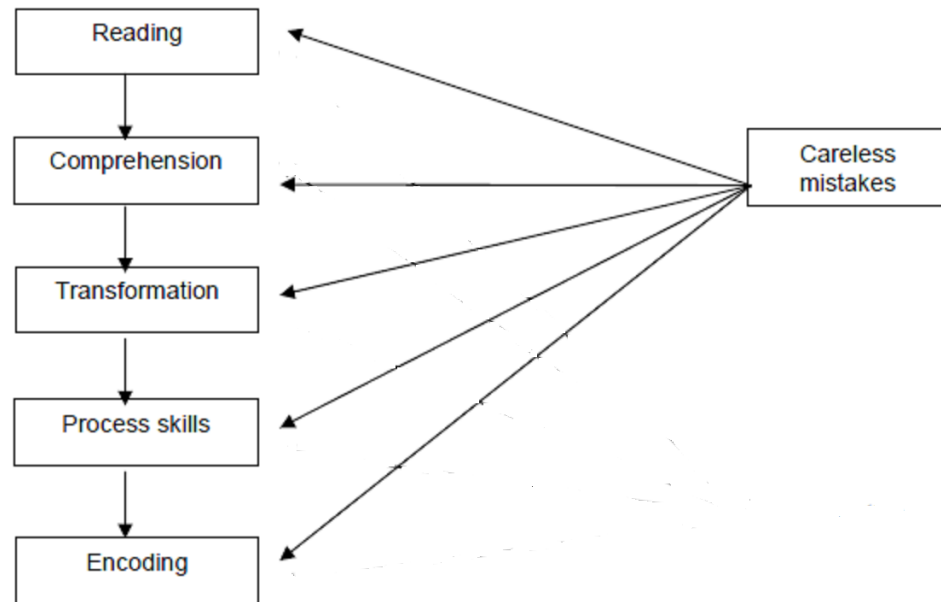 Reading
Comprehension
Careless
mistakes
Transformation
Process skills
Encoding